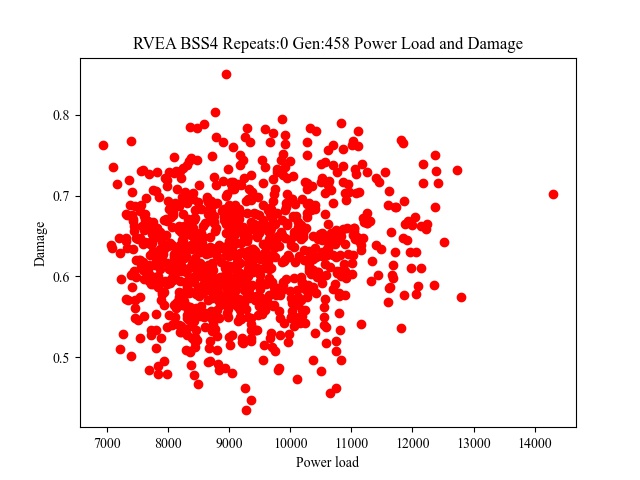 RVEA BSS4 Repeats:0 Gen:458 Power Load and Damage
0.8
0.7
0.6
0.5
Damage
7000 8000 9000 10000 11000 12000 13000 14000
Power load